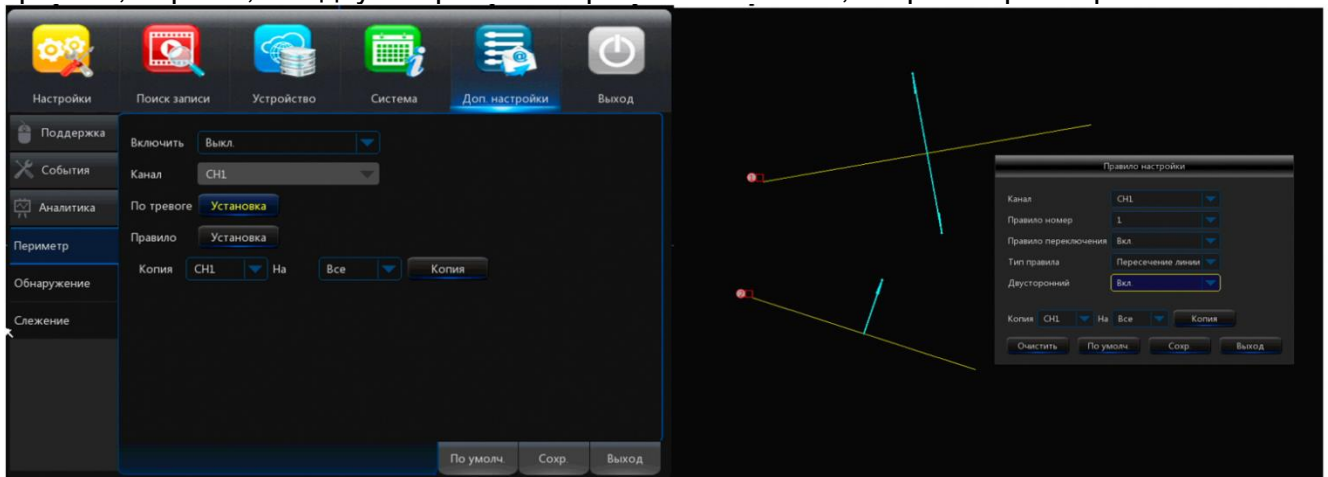 Настройки Поиск записи Устройство Система Доп. настройки Выход
Поддержка
События
Аналитика
Периметр
Обнаружение
Слежение
Включить Выкл.
Канал CH1
По тревоге Установка
Правило Установка
Копия CH1 На Все Копия
По умолч. Сохр. Выход
1
2
Правило настройки
Канал CH1
Правило номер 1
Правило переключения Вкл.
Тип правила Пересечение линии
Двусторонний Вкл.
Копия CH1 На Все Копия
Очистить По умолч. Сохр. Выход